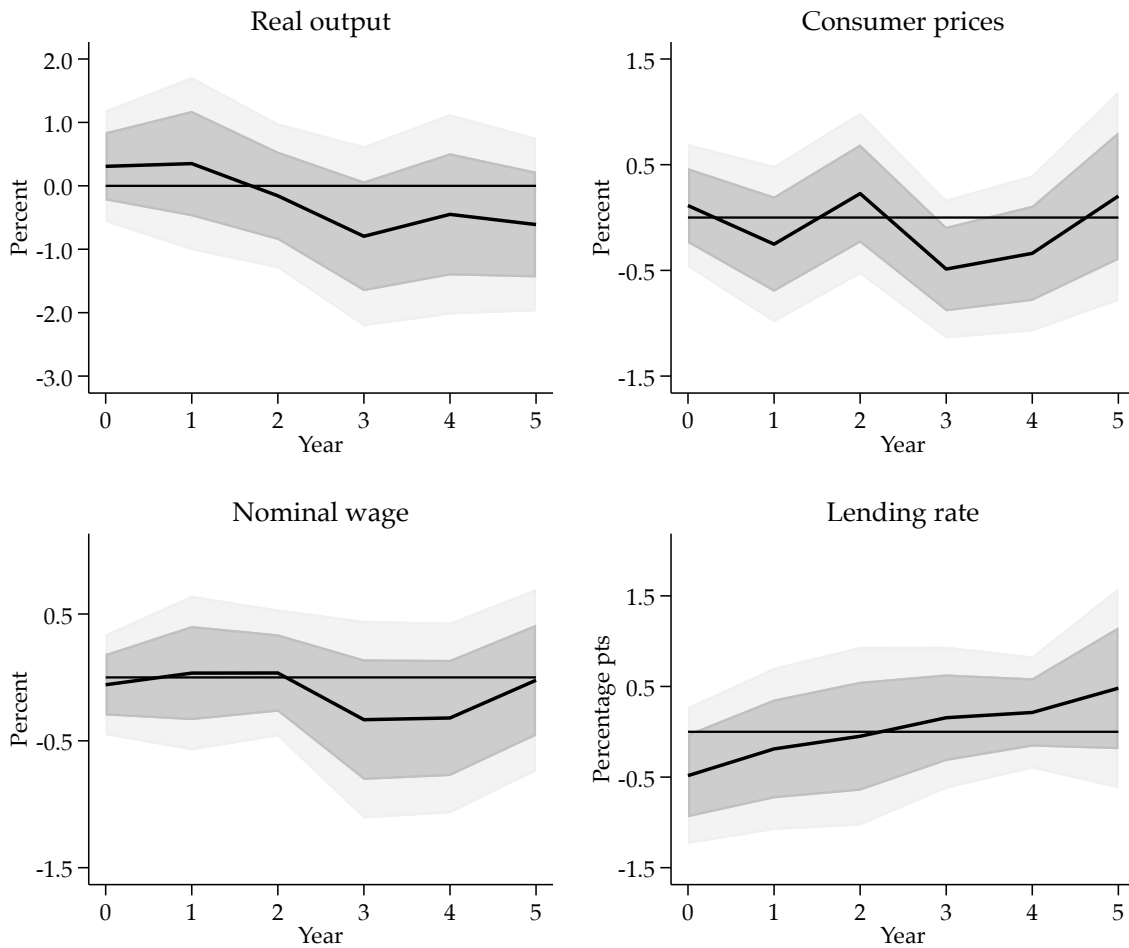 Real output
Percent
2.0
1.0
0.0
-1.0
-2.0
-3.0
0 1 2 3 4 5
Year
Consumer prices
Percent
1.5
0.5
-0.5
-1.5
0 1 2 3 4 5
Year
Nominal wage
Percent
0.5
-0.5
-1.5
0 1 2 3 4 5
Year
Lending rate
Percentage pts
1.5
0.5
-0.5
-1.5
0 1 2 3 4 5
Year